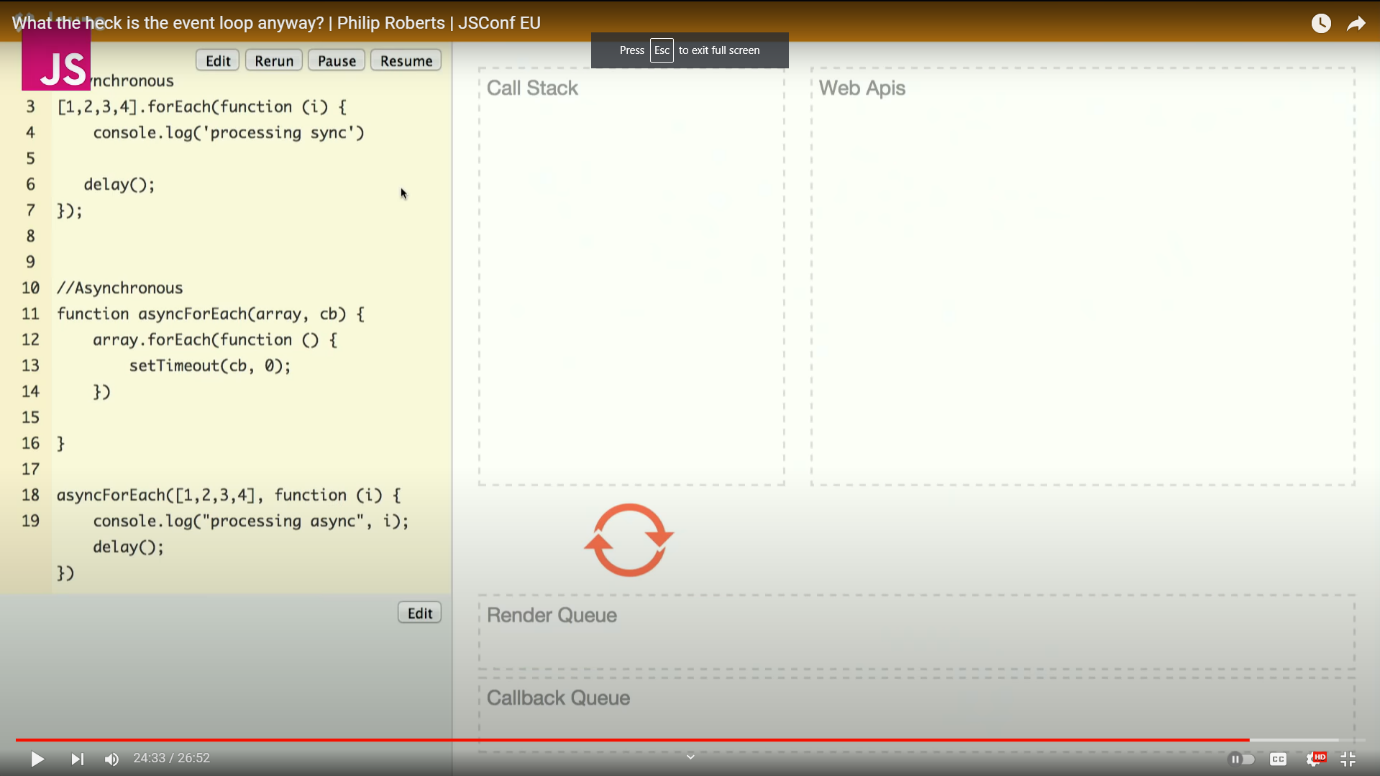 What the heck is the event loop anyway? | Philip Roberts | JSConf EU
Press Esc to exit full screen
JS
Edit Rerun Pause Resume
nchronous
3 [1,2,3,4].forEach(function (i) {
4 console.log('processing sync')
5
6 delay();
7 });
8
9
10 //Asynchronous
11 function asyncForEach(array, cb) {
12 array.forEach(function () {
13 setTimeout(cb, 0);
14 })
15
16 }
17
18 asyncForEach([1,2,3,4], function (i) {
19 console.log("processing async", i);
delay();
})
Edit
Call Stack
Web Apis
Render Queue
Callback Queue
24:33 / 26:52
CC
HD